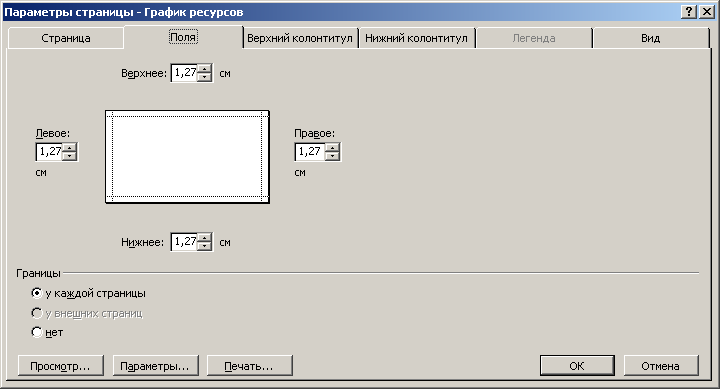 Параметры страницы - График ресурсов
Страница Поля Верхний колонтитул Нижний колонтитул Легенда Вид
Верхнее: 1,27 см
Левое: Правое:
1,27 1,27
см см
Нижнее: 1,27 см
Границы
у каждой страницы
у внешних страниц
нет
Просмотр... Параметры... Печать... ОК Отмена